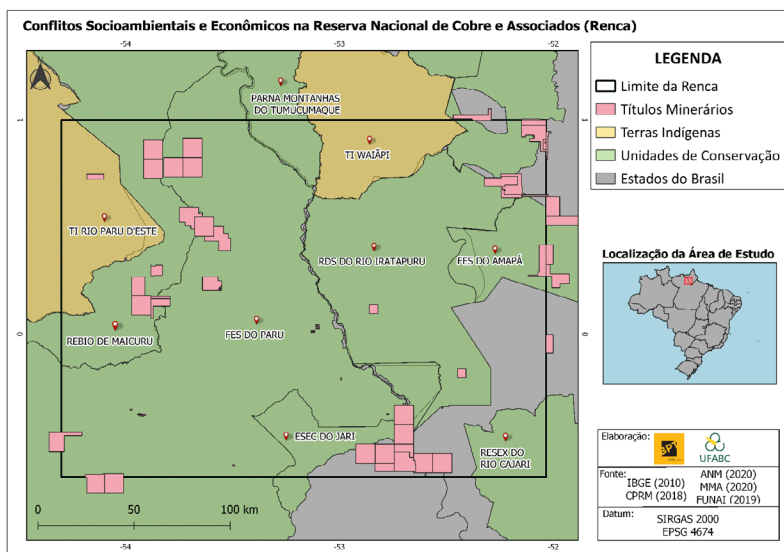 Conflitos Socioambientais e Econômicos na Reserva Nacional de Cobre e Associados (Renca)
-54
-53
-52
PARNA MONTANHAS
DO TUMUCUMAQUE
1
1
TI WAIÃPI
TI RIO PARU D'ESTE
RDS DO RIO IRATAPURU
FES DO AMAPÁ
0
0
REBIO DE MAICURU
FES DO PARU
ESEC DO JARI
RESEX DO
RIO CAJARI
0
50
100 km
-54
-53
-52
LEGENDA
Limite da Renca
Títulos Minerários
Terras Indígenas
Unidades de Conservação
Estados do Brasil
Localização da Área de Estudo
Elaboração:
UFABC
Fonte:
IBGE (2010)
CPRM (2018)
ANM (2020)
MMA (2020)
FUNAI (2019)
Datum:
SIRGAS 2000
EPSG 4674